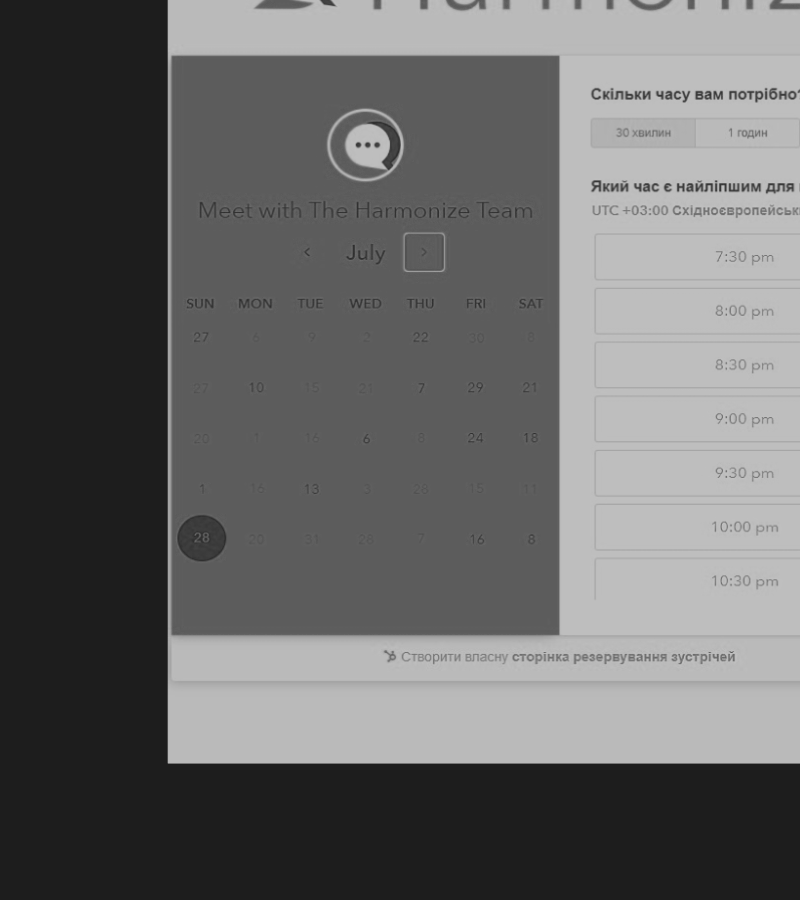 Harmoniz
Meet with The Harmonize Team
July
SUN MON TUE WED THU FRI SAT
27 6 9 2 22 30 8
27 10 15 21 7 29 21
20 1 16 6 8 24 18
1 16 13 3 28 15 11
28 20 31 28 7 16 8
Скільки часу вам потрібно?
30 хвилин 1 годин
Який час є найліпшим для
UTC +03:00 Східноєвропейськ
7:30 pm
8:00 pm
8:30 pm
9:00 pm
9:30 pm
10:00 pm
10:30 pm
Створити власну сторінка резервування зустрічей